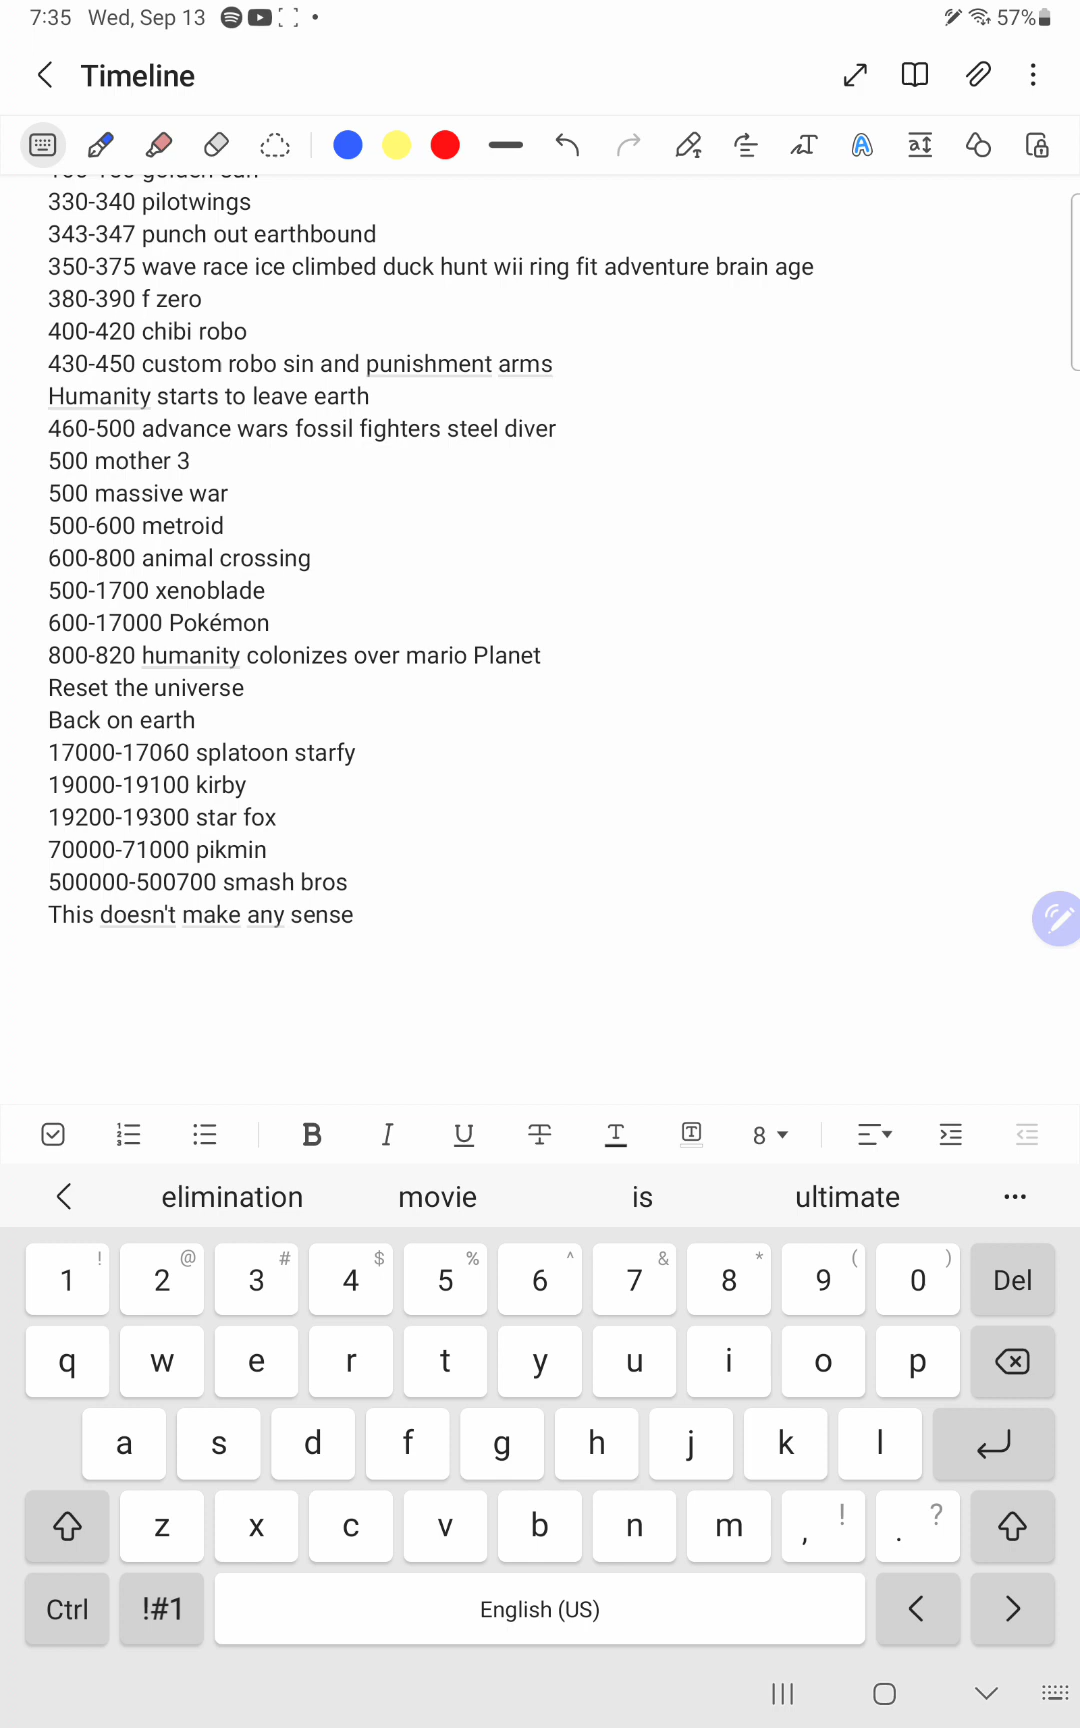 7:35 Wed, Sep 13 57%
Timeline
330-340 pilotwings
343-347 punch out earthbound
350-375 wave race ice climbed duck hunt wii ring fit adventure brain age
380-390 f zero
400-420 chibi robo
430-450 custom robo sin and punishment arms
Humanity starts to leave earth
460-500 advance wars fossil fighters steel diver
500 mother 3
500 massive war
500-600 metroid
600-800 animal crossing
500-1700 xenoblade
600-17000 Pokémon
800-820 humanity colonizes over mario Planet
Reset the universe
Back on earth
17000-17060 splatoon starfy
19000-19100 kirby
19200-19300 star fox
70000-71000 pikmin
500000-500700 smash bros
This doesn't make any sense
B I U T T T 8
elimination movie is ultimate
! @ # $ % ^ & * ( )
1 2 3 4 5 6 7 8 9 0 Del
q w e r t y u i o p
a s d f g h j k l
z x c v b n m , ! . ?
Ctrl !#1 English (US)